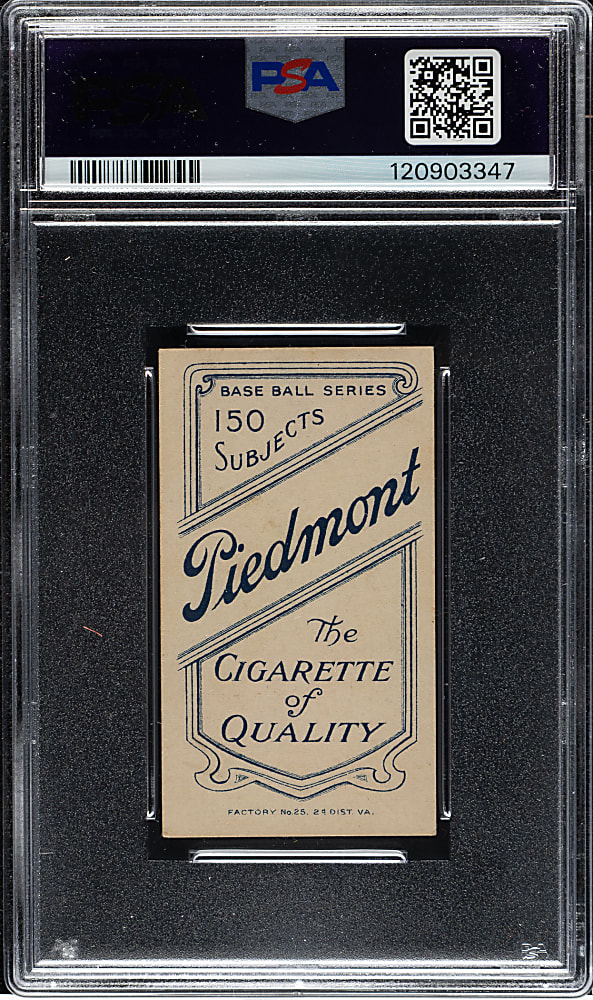 PSA
120903347
BASE BALL SERIES
150
SUBJECTS
Piedmont
The
CIGARETTE
of
QUALITY
FACTORY No. 25, 2d DIST. VA.